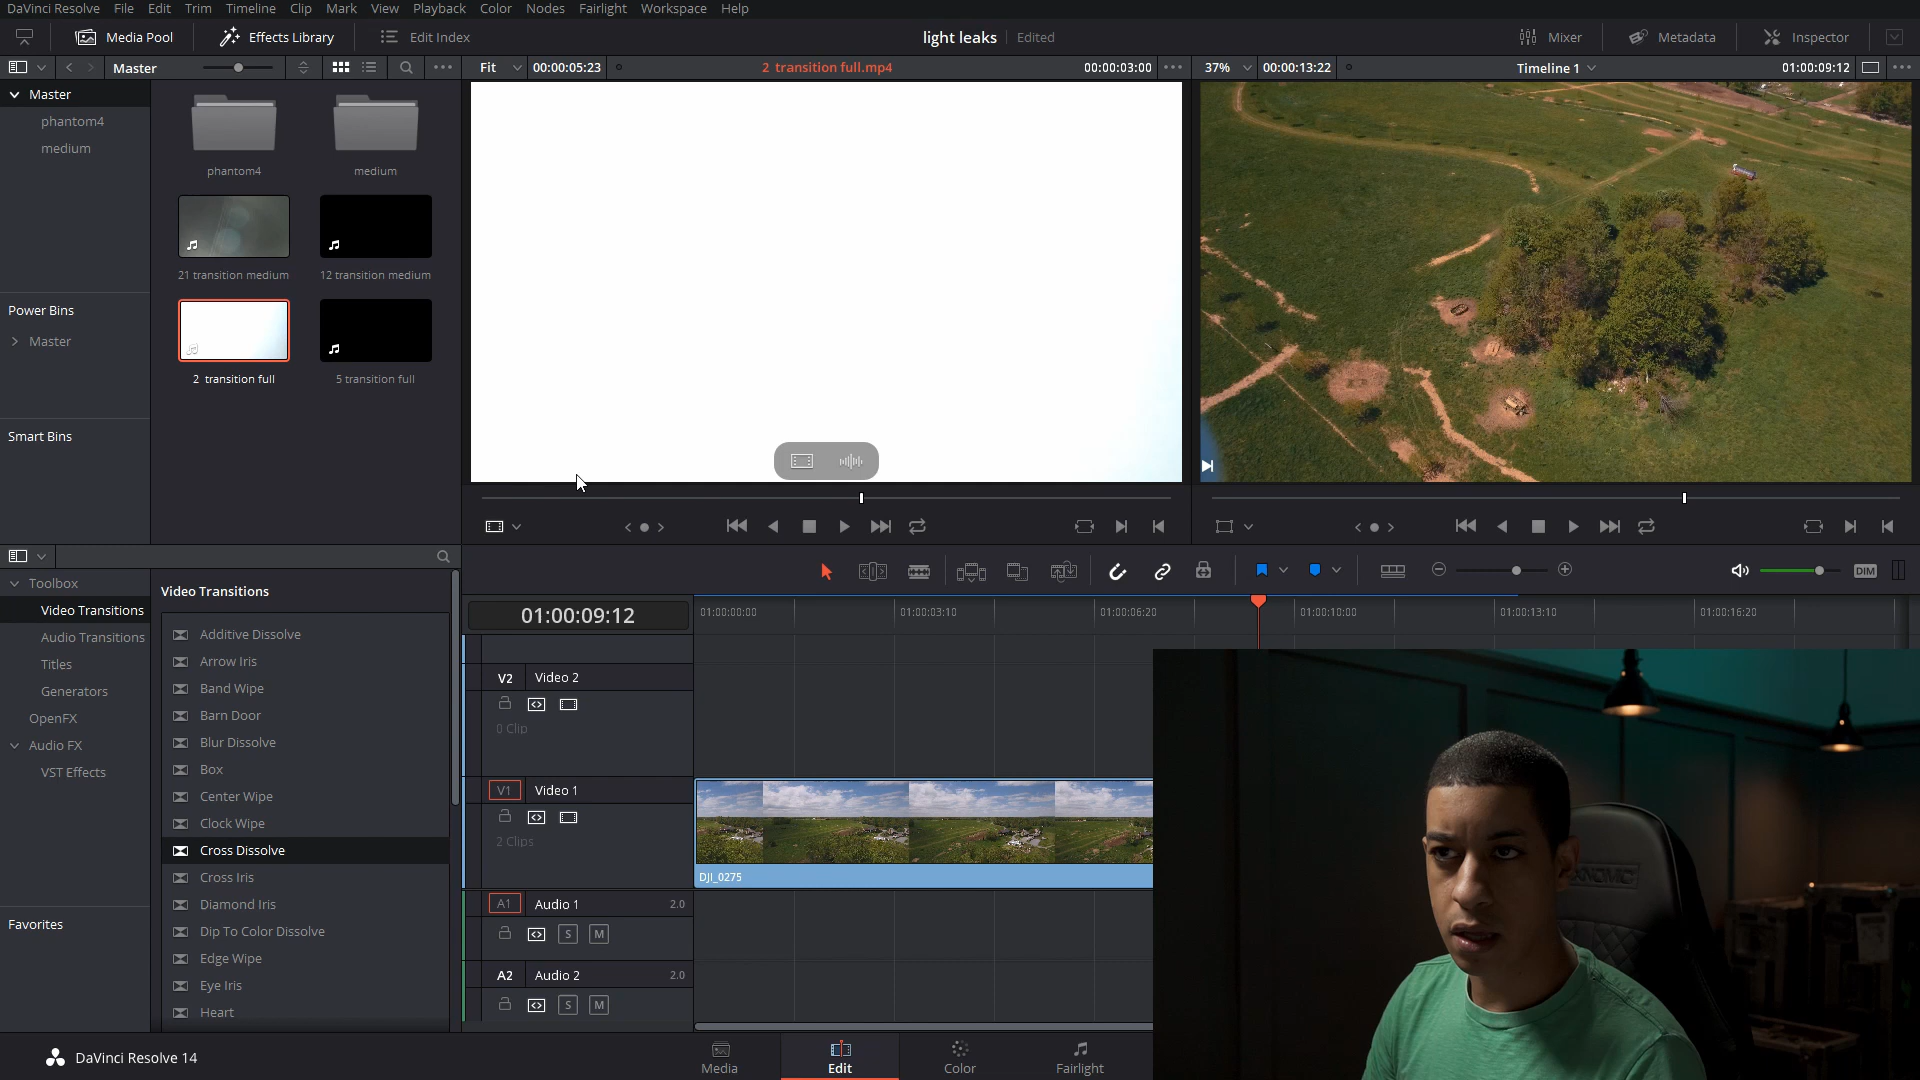 DaVinci Resolve File Edit Trim Timeline Clip Mark View Playback Color Nodes Fairlight Workspace Help
Media Pool Effects Library Edit Index light leaks Edited Mixer Metadata Inspector
Master Fit 00:00:05:23 2 transition full.mp4 00:00:03:00 37% 00:00:13:22 Timeline 1 01:00:09:12
Master
phantom4
medium
Power Bins
Master
Smart Bins
phantom4 medium
21 transition medium 12 transition medium
2 transition full 5 transition full
Toolbox
Video Transitions
Audio Transitions
Titles
Generators
OpenFX
Audio FX
VST Effects
Favorites
Video Transitions
Additive Dissolve
Arrow Iris
Band Wipe
Barn Door
Blur Dissolve
Box
Center Wipe
Clock Wipe
Cross Dissolve
Cross Iris
Diamond Iris
Dip To Color Dissolve
Edge Wipe
Eye Iris
Heart
DIM
01:00:09:12 01:00:00:00 01:00:03:10 01:00:06:20 01:00:10:00 01:00:13:10 01:00:16:20
V2 Video 2
0 Clip
V1 Video 1
2 Clips
DJI_0275
A1 Audio 1 2.0
S M
A2 Audio 2 2.0
S M
DaVinci Resolve 14 Media Edit Color Fairlight